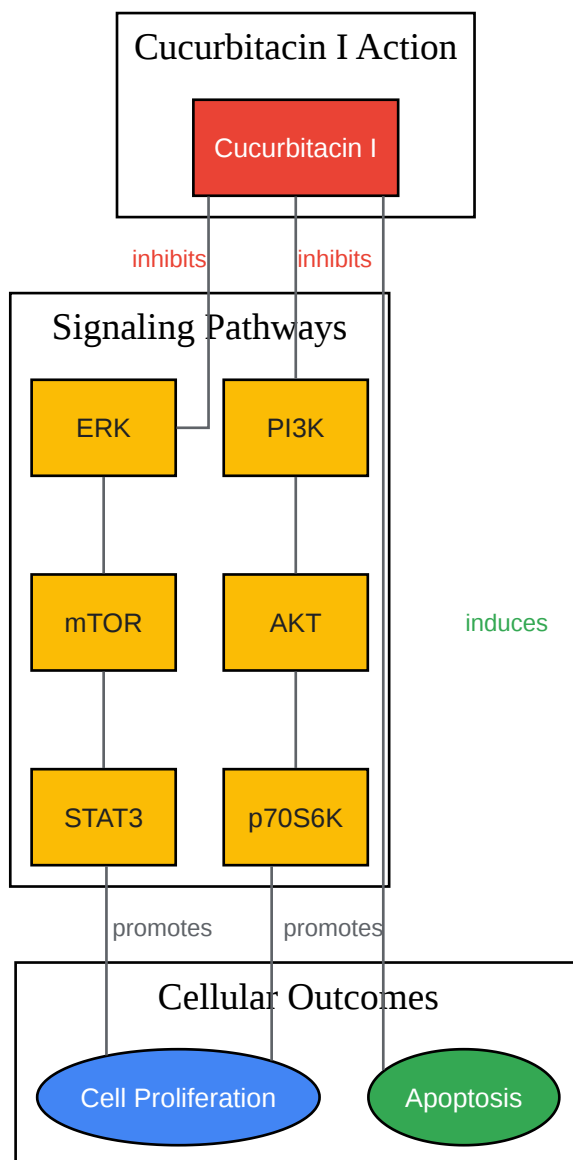 Cucurbitacin I Action
Cucurbitacin I
inhibits
inhibits
Signaling Pathways
ERK
PI3K
mTOR
AKT
induces
STAT3
p70S6K
promotes
promotes
Cellular Outcomes
Cell Proliferation
Apoptosis